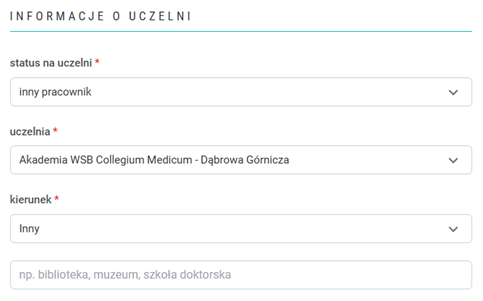 INFORMACJE O UCZELNI
status na uczelni *
inny pracownik
uczelnia *
Akademia WSB Collegium Medicum - Dąbrowa Górnicza
kierunek *
Inny
np. biblioteka, muzeum, szkoła doktorska